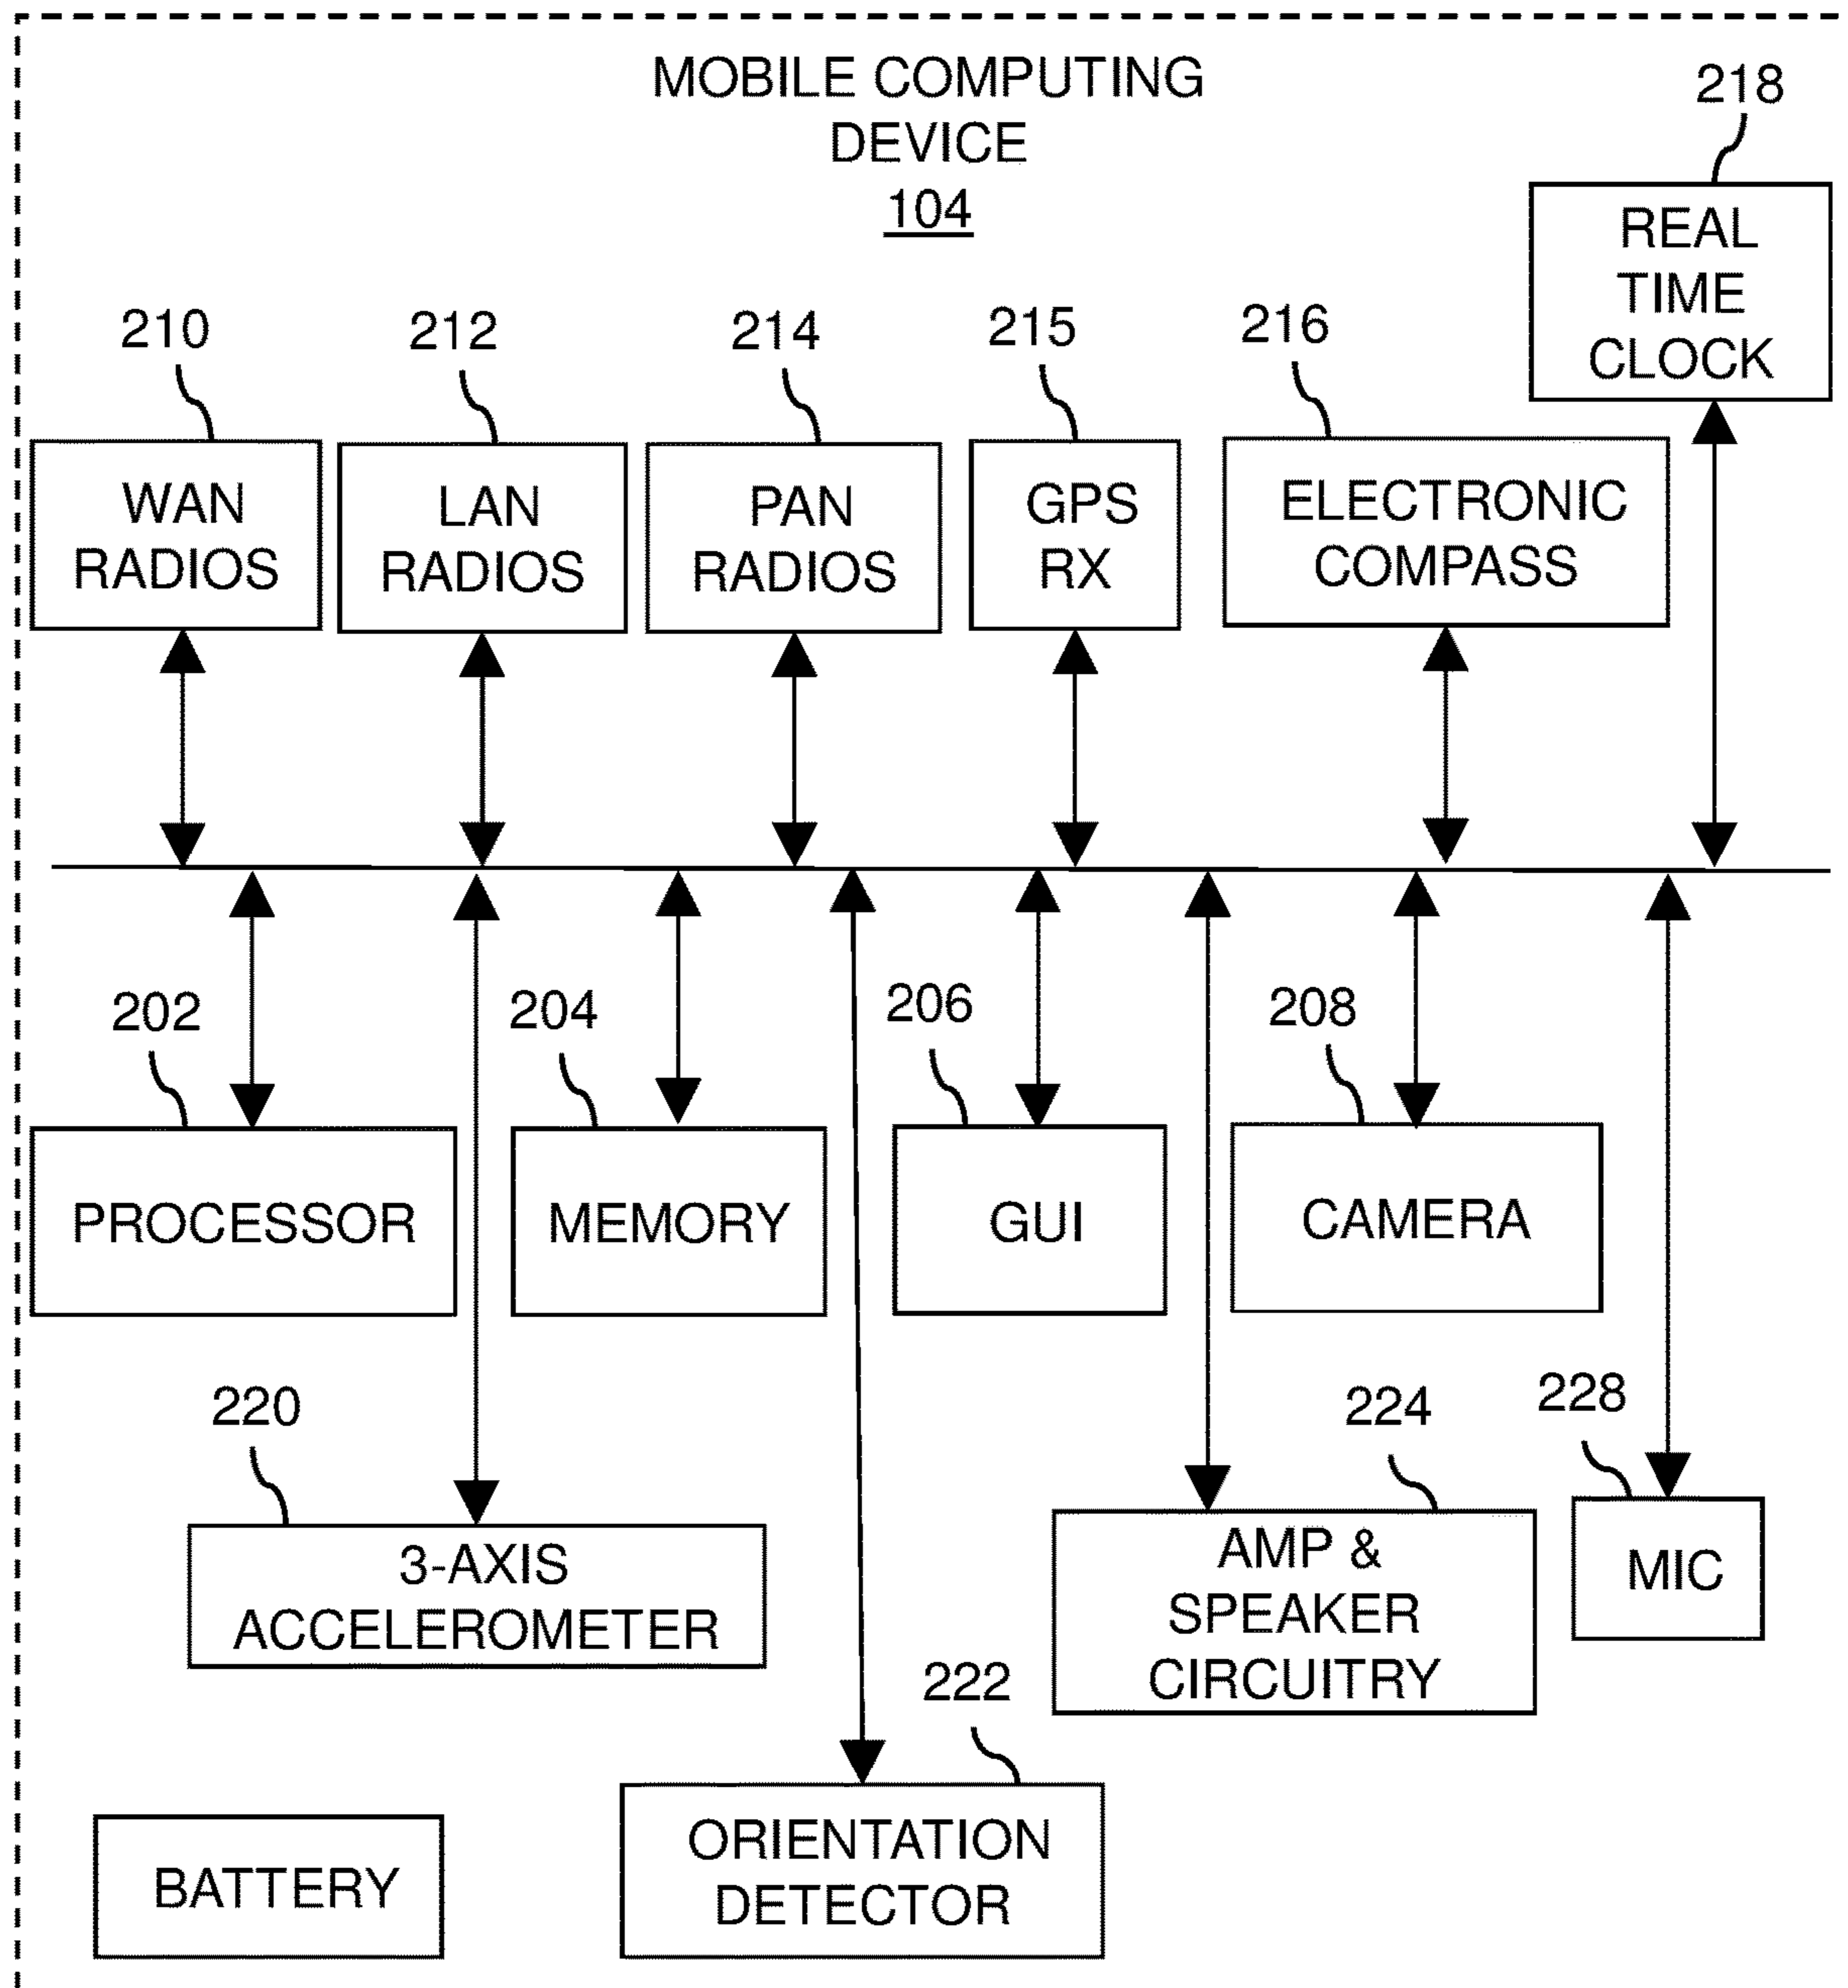 MOBILE COMPUTING
DEVICE
104
218
REAL
TIME
CLOCK
210
212
214
215
216
WAN
RADIOS
LAN
RADIOS
PAN
RADIOS
GPS
RX
ELECTRONIC
COMPASS
202
204
206
208
PROCESSOR
MEMORY
GUI
CAMERA
220
224
228
3-AXIS
ACCELEROMETER
AMP &
SPEAKER
CIRCUITRY
MIC
222
ORIENTATION
DETECTOR
BATTERY